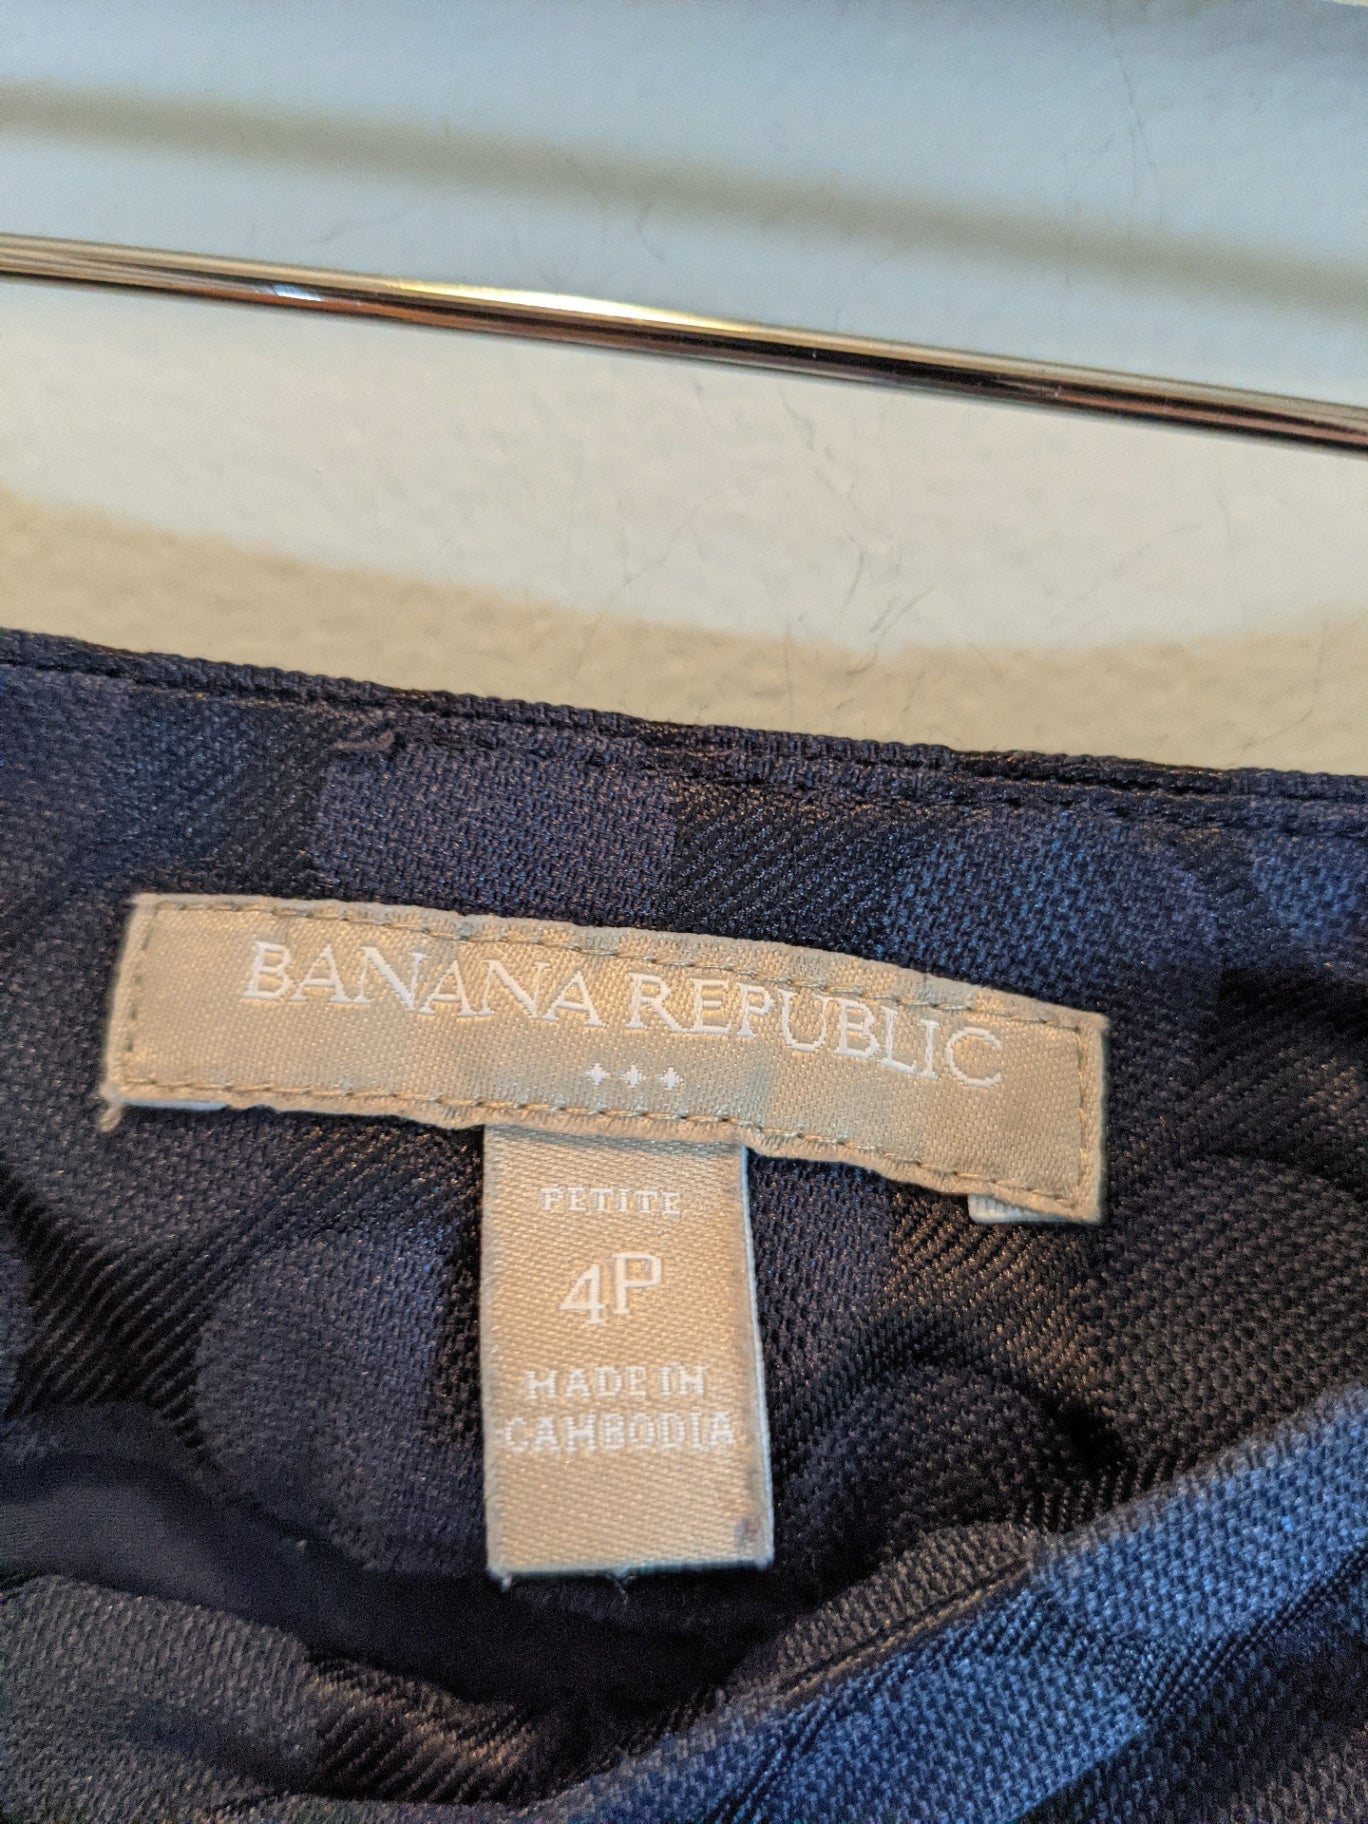 BANANA REPUBLIC
PETITE
4P
MADE IN
CAMBODIA